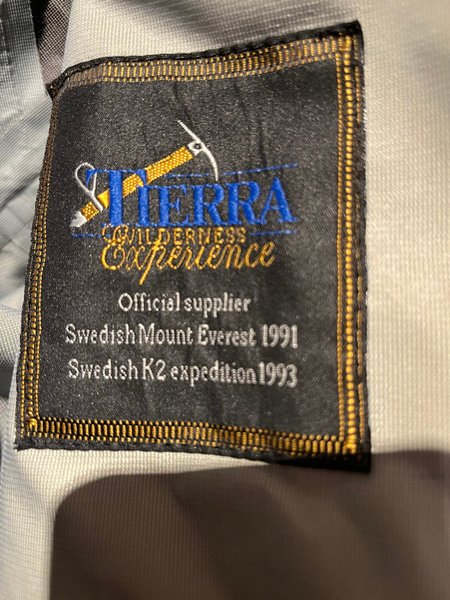 TIERRA
WILDERNESS
Experience
Official supplier
Swedish Mount Everest 1991
Swedish K2 expedition 1993